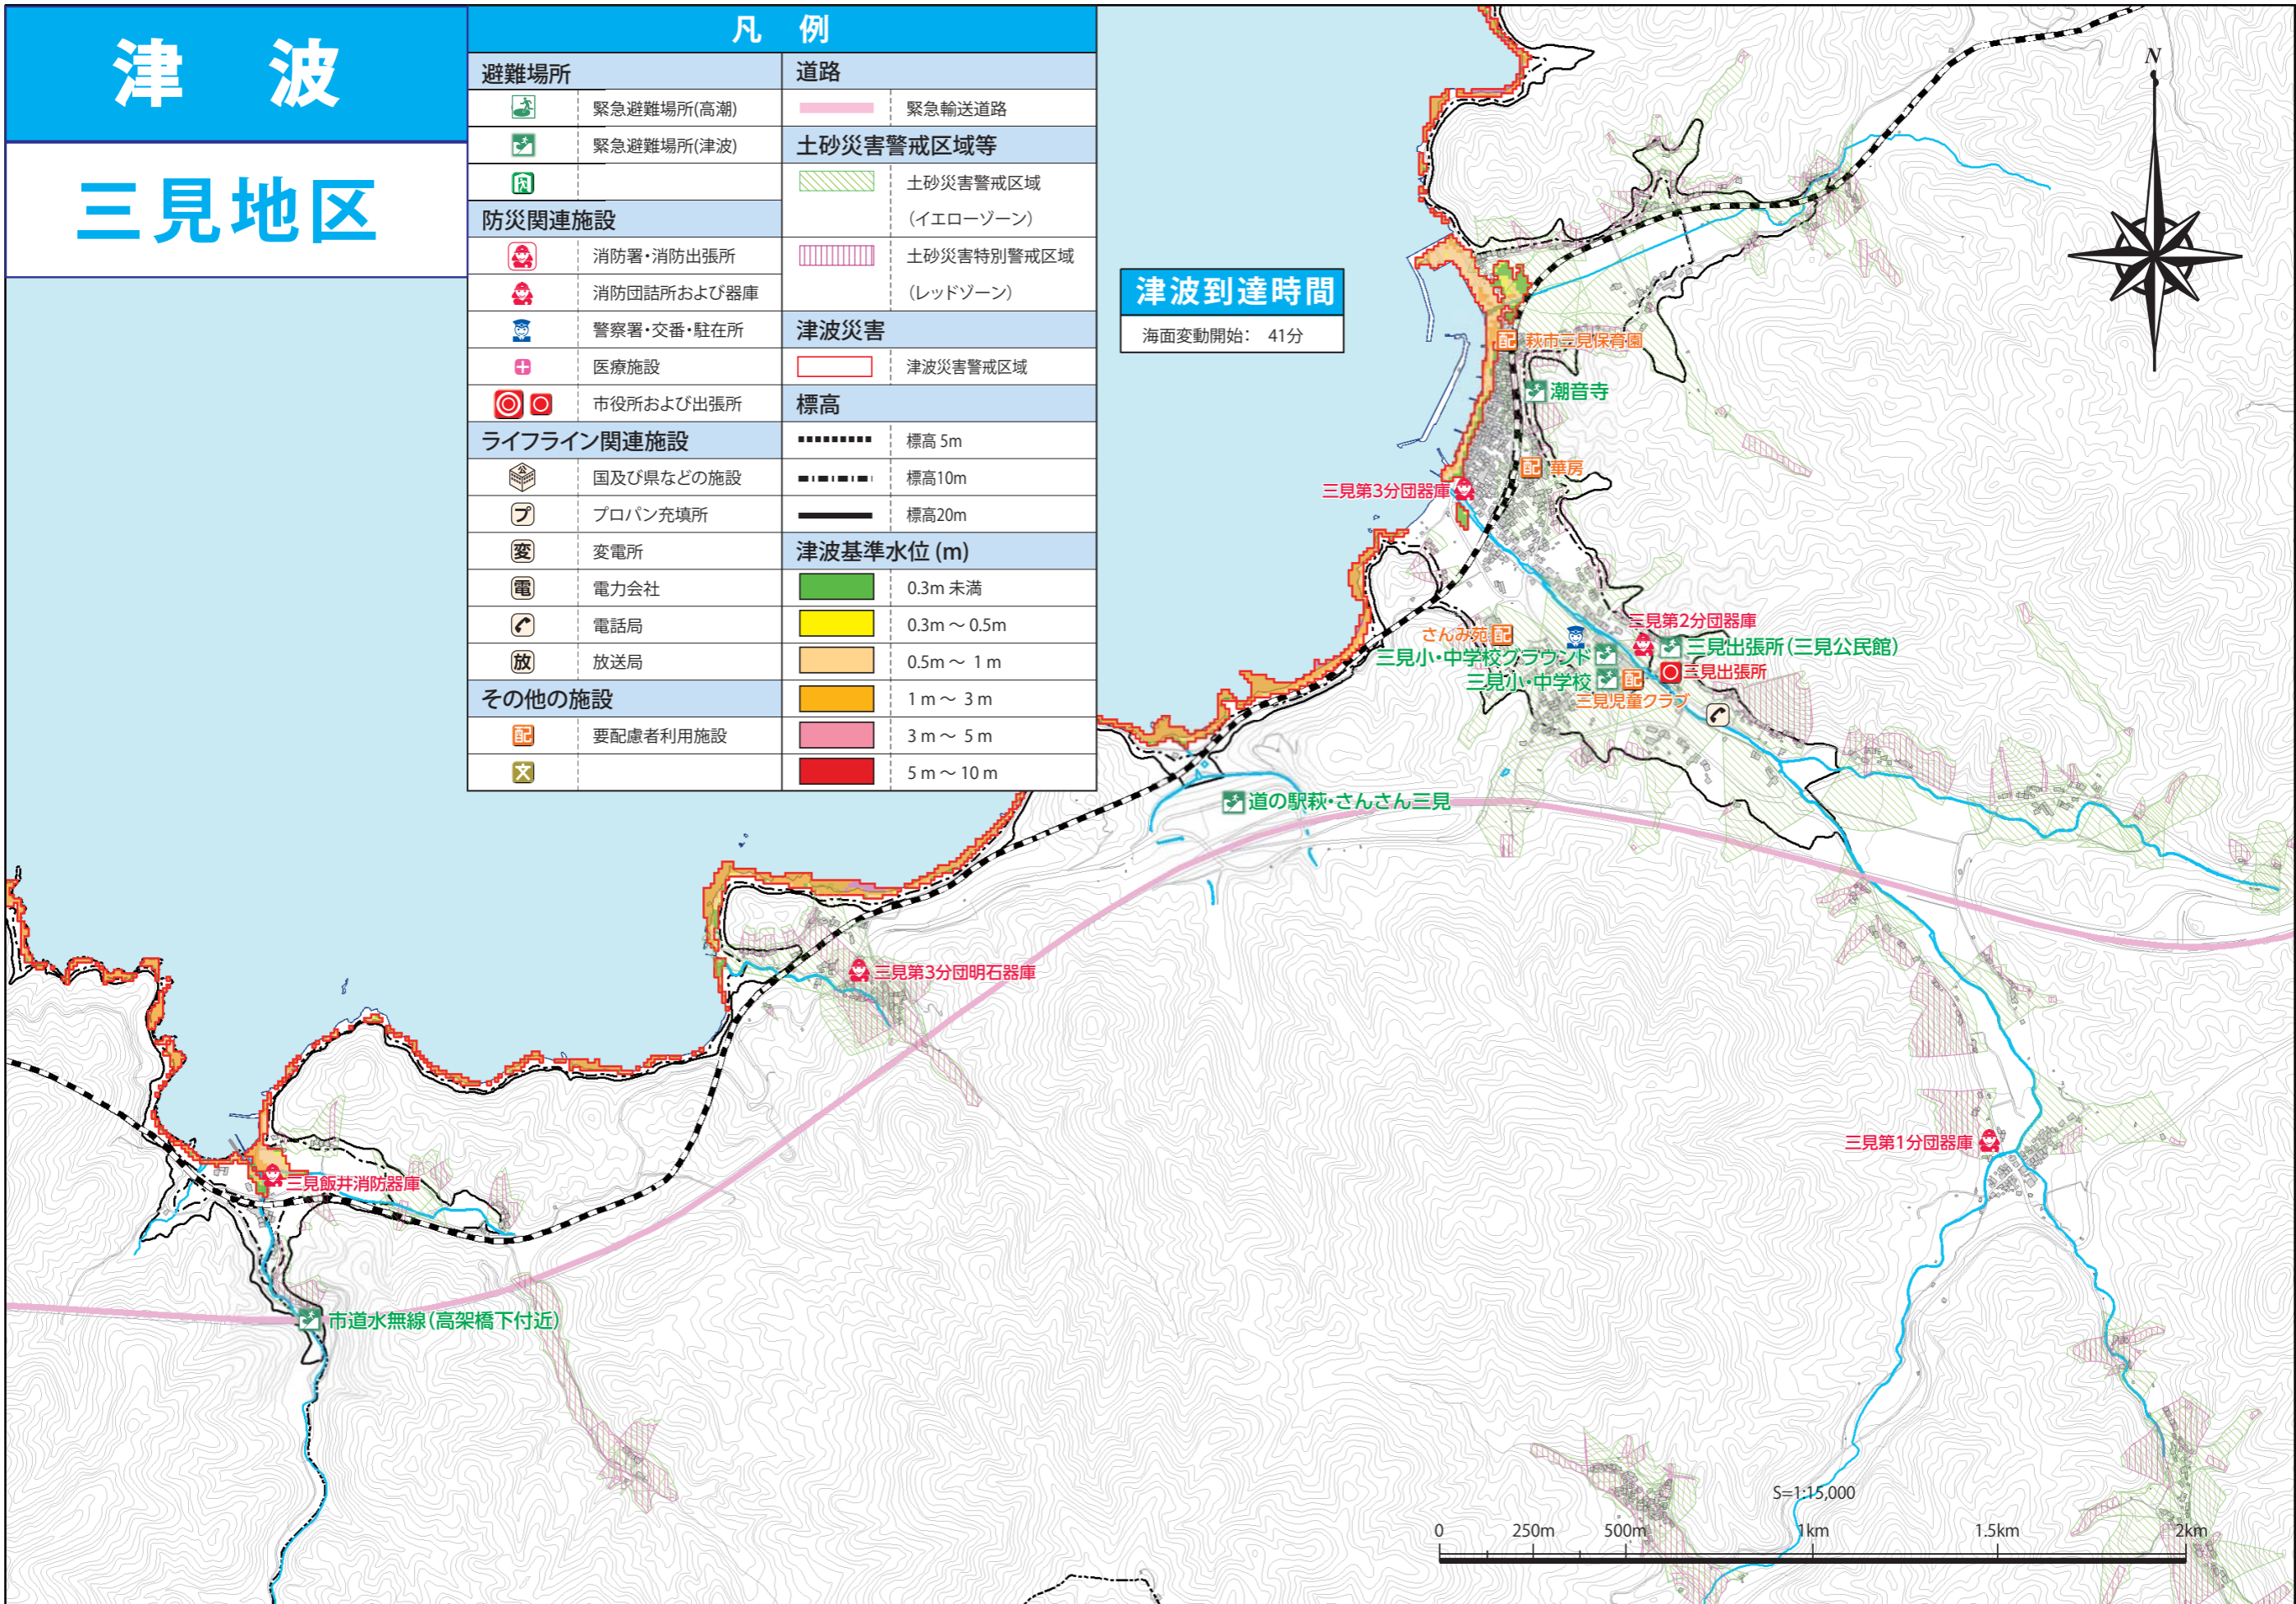 津 波
三見地区
凡 例
避難場所
緊急避難場所(高潮)
緊急避難場所(津波)
防災関連施設
消防署・消防出張所
消防団詰所および器庫
警察署・交番・駐在所
医療施設
市役所および出張所
ライフライン関連施設
公
国及び県などの施設
プ
プロパン充填所
変
変電所
電
電力会社
電話局
放
放送局
その他の施設
配
要配慮者利用施設
文
道路
緊急輸送道路
土砂災害警戒区域等
土砂災害警戒区域
(イエローゾーン)
土砂災害特別警戒区域
(レッドゾーン)
津波災害
津波災害警戒区域
標高
標高 5m
標高10m
標高20m
津波基準水位 (m)
0.3m 未満
0.3m ～ 0.5m
0.5m ～ 1 m
1 m ～ 3 m
3 m ～ 5 m
5 m ～ 10 m
津波到達時間
海面変動開始： 41分
N
配 萩市三見保育園
潮音寺
配 華房
三見第3分団器庫
三見第2分団器庫
さんみ苑 配
三見出張所(三見公民館)
三見小・中学校グラウンド
三見出張所
三見小・中学校 配
三見児童クラブ
道の駅萩・さんさん三見
三見第3分団明石器庫
三見第1分団器庫
三見飯井消防器庫
市道水無線(高架橋下付近)
S=1:15,000
0 250m 500m 1km 1.5km 2km